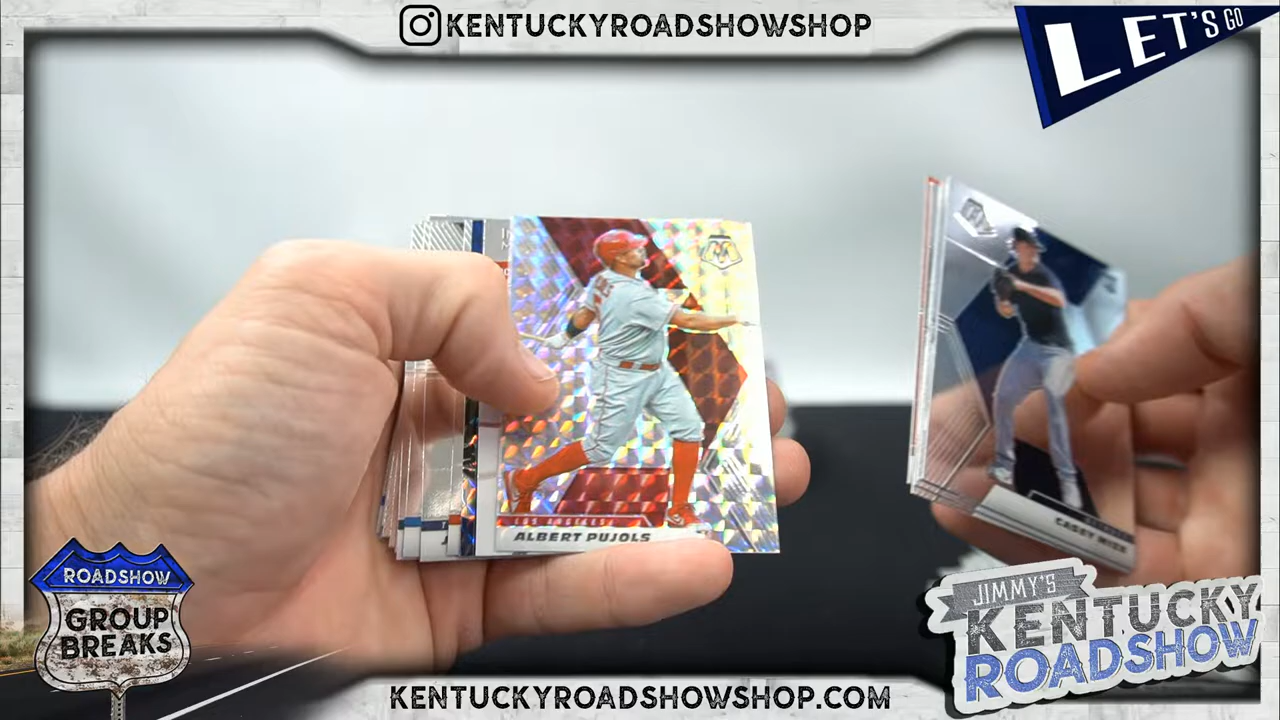 KENTUCKYROADSHOWSHOP
LET'S GO
LOS ANGELES
ALBERT PUJOLS
CASEY MIZE
ROADSHOW
GROUP
BREAKS
JIMMY'S
KENTUCKY
ROADSHOW
KENTUCKYROADSHOWSHOP.COM